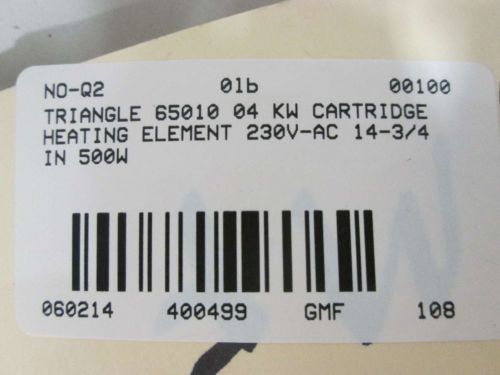 NO-Q2 01b 00100
TRIANGLE 65010 04 KW CARTRIDGE
HEATING ELEMENT 230V-AC 14-3/4
IN 500W
060214 400499 GMF 108